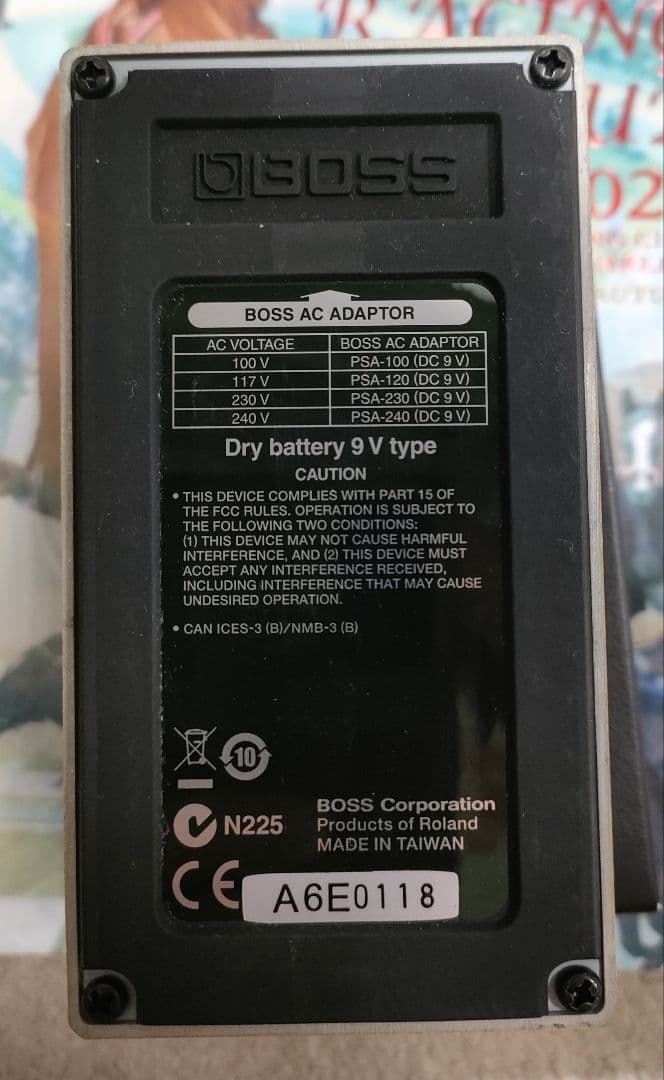 RACING
02
BOSS
BOSS AC ADAPTOR
AC VOLTAGE BOSS AC ADAPTOR
100 V PSA-100 (DC 9 V)
117 V PSA-120 (DC 9 V)
230 V PSA-230 (DC 9 V)
240 V PSA-240 (DC 9 V)
Dry battery 9 V type
CAUTION
• THIS DEVICE COMPLIES WITH PART 15 OF
THE FCC RULES. OPERATION IS SUBJECT TO
THE FOLLOWING TWO CONDITIONS:
(1) THIS DEVICE MAY NOT CAUSE HARMFUL
INTERFERENCE, AND (2) THIS DEVICE MUST
ACCEPT ANY INTERFERENCE RECEIVED,
INCLUDING INTERFERENCE THAT MAY CAUSE
UNDESIRED OPERATION.
• CAN ICES-3 (B)/NMB-3 (B)
10
N225
BOSS Corporation
Products of Roland
MADE IN TAIWAN
CE
A6E0118